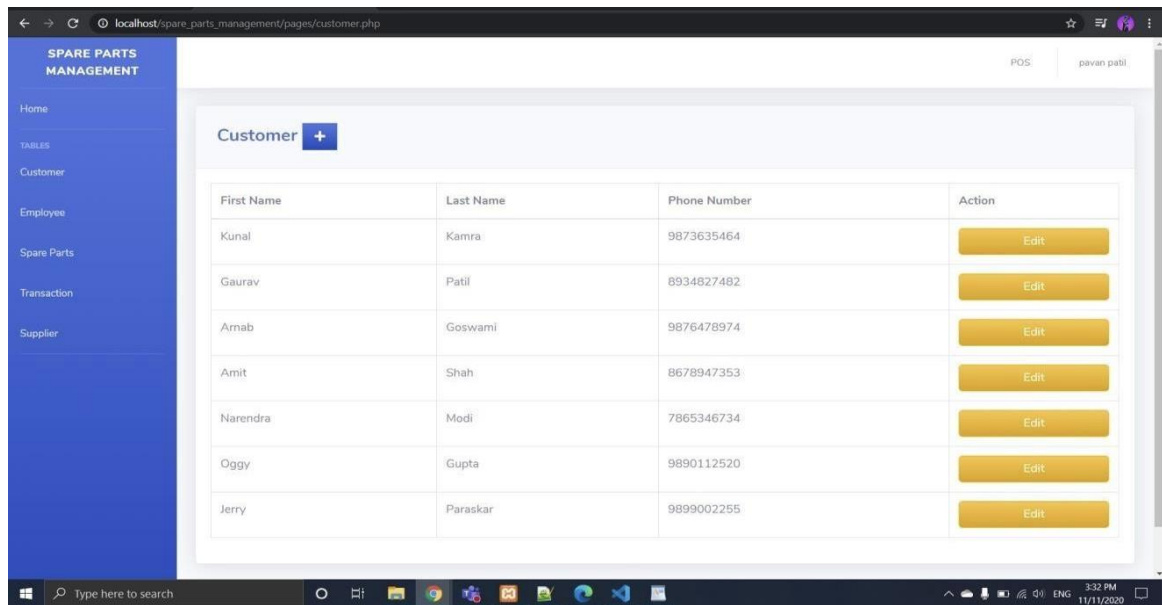 localhost/spare_parts_management/pages/customer.php
SPARE PARTS
MANAGEMENT
POS
pavan patil
Home
TABLES
Customer
Employee
Spare Parts
Transaction
Supplier
Customer +
First Name Last Name Phone Number Action
Kunal Kamra 9873635464 Edit
Gaurav Patil 8934827482 Edit
Arnab Goswami 9876478974 Edit
Amit Shah 8678947353 Edit
Narendra Modi 7865346734 Edit
Oggy Gupta 9890112520 Edit
Jerry Paraskar 9899002255 Edit
Type here to search
ENG
3:32 PM
11/11/2020